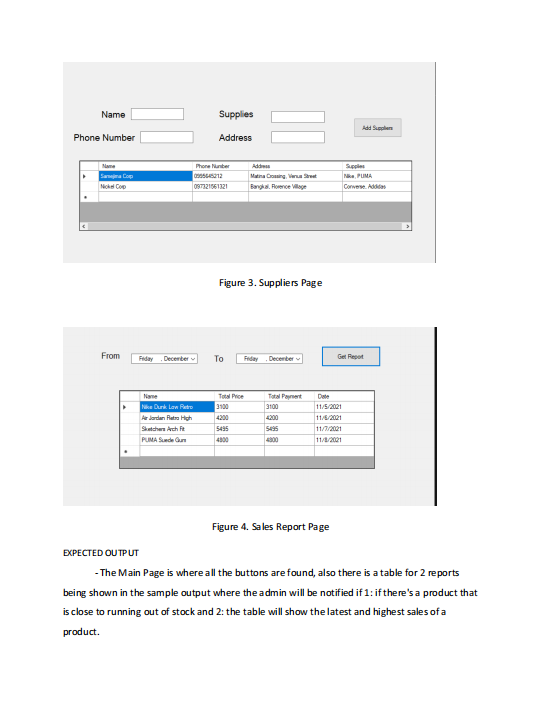 Name Supplies
Add Suppliers
Phone Number Address
Name Phone Number Address Supplies
Samejima Corp 0995645212 Matina Crossing, Venus Street Nike, PUMA
Nickel Corp 097321561321 Bangkal, Florence Village Converse, Addidas
Figure 3. Suppliers Page
From Friday , December To Friday , December Get Report
Name Total Price Total Payment Date
Nike Dunk Low Retro 3100 3100 11/5/2021
Air Jordan Retro High 4200 4200 11/6/2021
Sketchers Arch Fit 5495 5495 11/7/2021
PUMA Suede Gum 4800 4800 11/8/2021
Figure 4. Sales Report Page
EXPECTED OUTPUT
- The Main Page is where all the buttons are found, also there is a table for 2 reports
being shown in the sample output where the admin will be notified if 1: if there's a product that
is close to running out of stock and 2: the table will show the latest and highest sales of a
product.